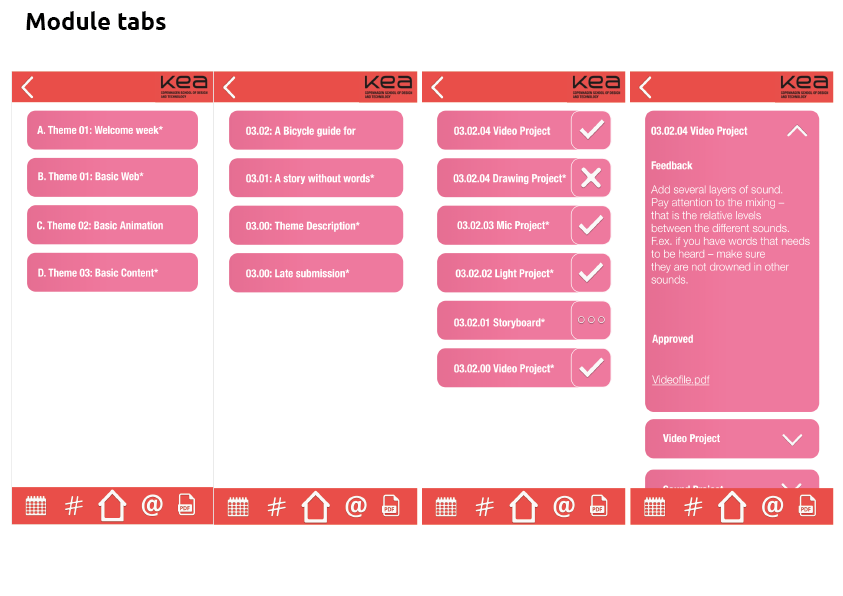 Module tabs
kea
COPENHAGEN SCHOOL OF DESIGN
AND TECHNOLOGY
A. Theme 01: Welcome week*
B. Theme 01: Basic Web*
C. Theme 02: Basic Animation
D. Theme 03: Basic Content*
#
@
PDF
kea
COPENHAGEN SCHOOL OF DESIGN
AND TECHNOLOGY
03.02: A Bicycle guide for
03.01: A story without words*
03.00: Theme Description*
03.00: Late submission*
#
@
PDF
kea
COPENHAGEN SCHOOL OF DESIGN
AND TECHNOLOGY
03.02.04 Video Project
03.02.04 Drawing Project*
03.02.03 Mic Project*
03.02.02 Light Project*
03.02.01 Storyboard*
03.02.00 Video Project*
#
@
PDF
kea
COPENHAGEN SCHOOL OF DESIGN
AND TECHNOLOGY
03.02.04 Video Project
Feedback
Add several layers of sound.
Pay attention to the mixing –
that is the relative levels
between the different sounds.
F.ex. if you have words that needs
to be heard – make sure
they are not drowned in other
sounds.
Approved
Videofile.pdf
Video Project
Sound Project
#
@
PDF